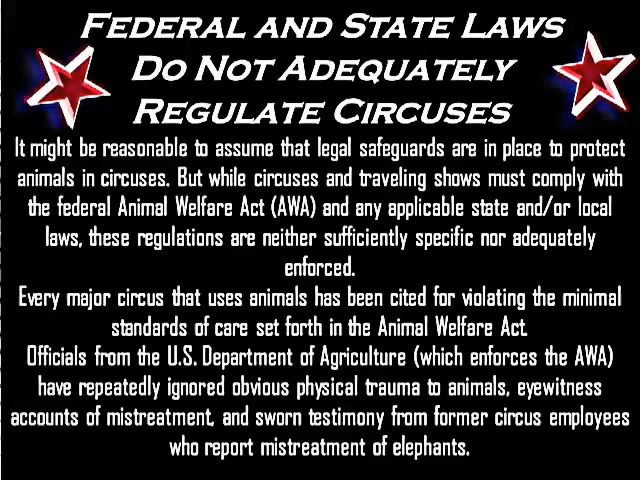 FEDERAL AND STATE LAWS
DO NOT ADEQUATELY
REGULATE CIRCUSES
It might be reasonable to assume that legal safeguards are in place to protect
animals in circuses. But while circuses and traveling shows must comply with
the federal Animal Welfare Act (AWA) and any applicable state and/or local
laws, these regulations are neither sufficiently specific nor adequately
enforced.
Every major circus that uses animals has been cited for violating the minimal
standards of care set forth in the Animal Welfare Act.
Officials from the U.S. Department of Agriculture (which enforces the AWA)
have repeatedly ignored obvious physical trauma to animals, eyewitness
accounts of mistreatment, and sworn testimony from former circus employees
who report mistreatment of elephants.